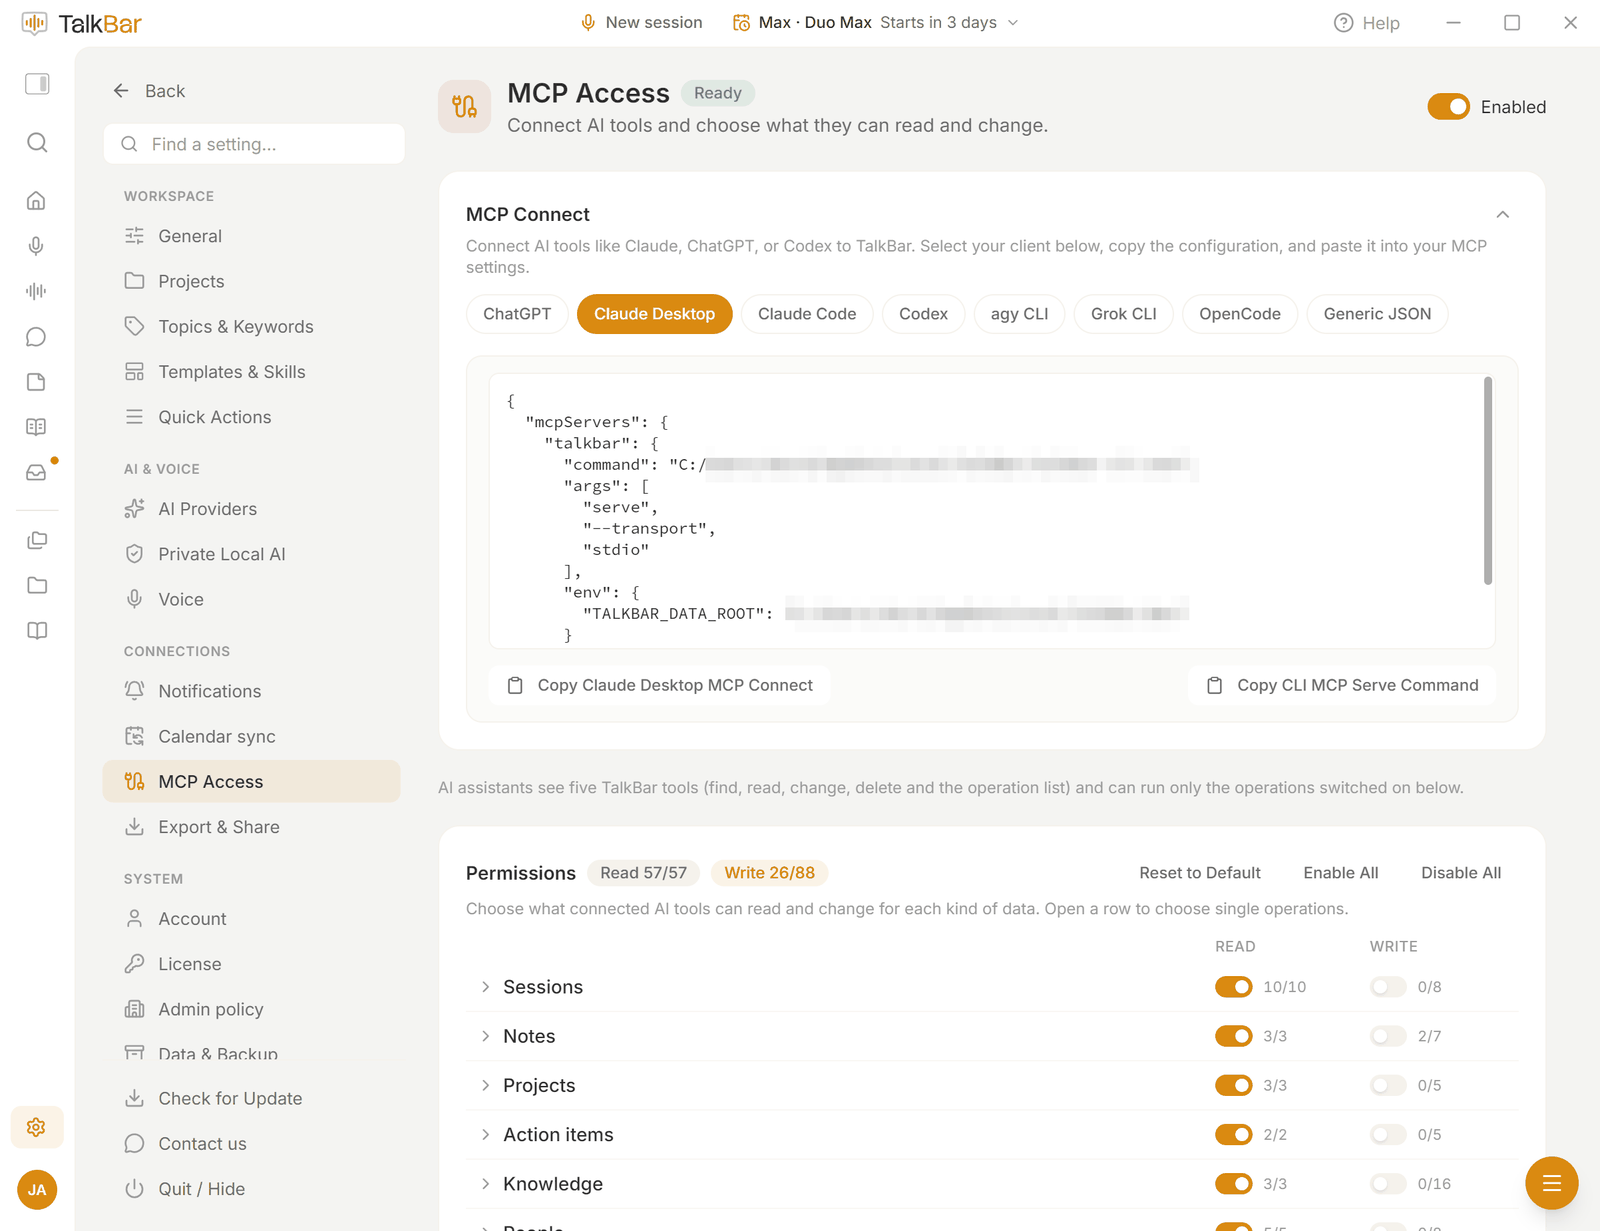 TalkBar
New session
Max · Duo Max Starts in 3 days
Help
Back
Find a setting...
WORKSPACE
General
Projects
Topics & Keywords
Templates & Skills
Quick Actions
AI & VOICE
AI Providers
Private Local AI
Voice
CONNECTIONS
Notifications
Calendar sync
MCP Access
Export & Share
SYSTEM
Account
License
Admin policy
Data & Backup
Check for Update
Contact us
Quit / Hide
JA
MCP Access Ready
Connect AI tools and choose what they can read and change.
Enabled
MCP Connect
Connect AI tools like Claude, ChatGPT, or Codex to TalkBar. Select your client below, copy the configuration, and paste it into your MCP
settings.
ChatGPT Claude Desktop Claude Code Codex agy CLI Grok CLI OpenCode Generic JSON
{
"mcpServers": {
"talkbar": {
"command": "C:/
"args": [
"serve",
"--transport",
"stdio"
],
"env": {
"TALKBAR_DATA_ROOT":
}
Copy Claude Desktop MCP Connect
Copy CLI MCP Serve Command
AI assistants see five TalkBar tools (find, read, change, delete and the operation list) and can run only the operations switched on below.
Permissions Read 57/57 Write 26/88 Reset to Default Enable All Disable All
Choose what connected AI tools can read and change for each kind of data. Open a row to choose single operations.
READ WRITE
Sessions 10/10 0/8
Notes 3/3 2/7
Projects 3/3 0/5
Action items 2/2 0/5
Knowledge 3/3 0/16